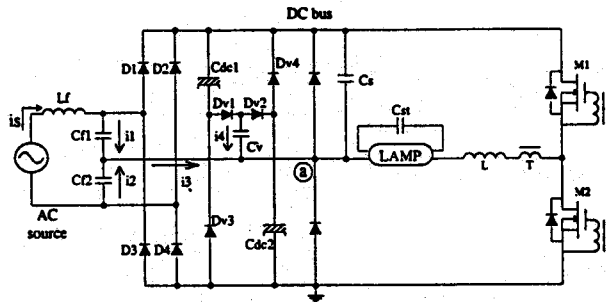 DC bus
D1 D2 Cdc1 Dv4 Cs M1
Lf
Dv1 Dv2 Cst
is Cf1 i1 i4 Cv
LAMP
Cf2 i2 i3 a L T
M2
AC source
Dv3
D3 D4 Cdc2